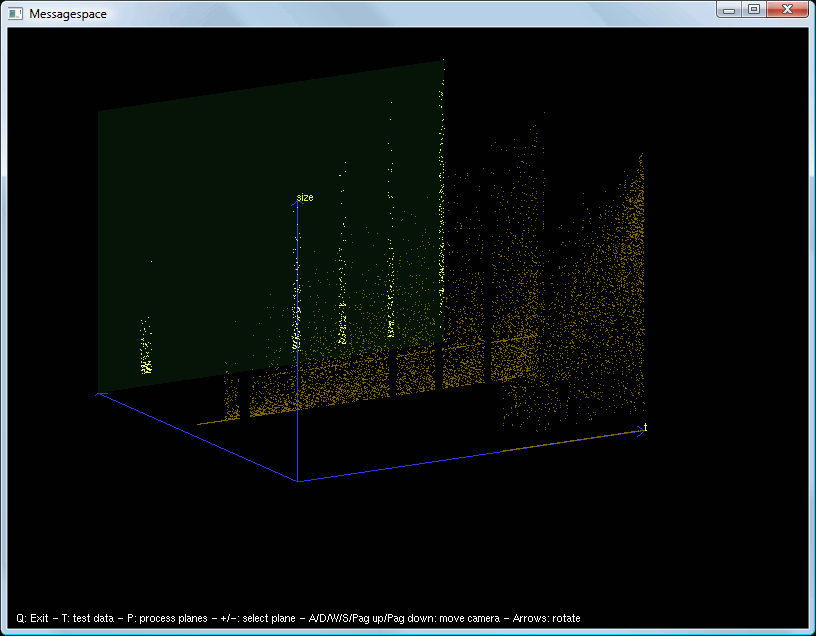 Messagespace
size
t
Q: Exit - T: test data - P: process planes - +/-: select plane - A/D/W/S/Pag up/Pag down: move camera - Arrows: rotate